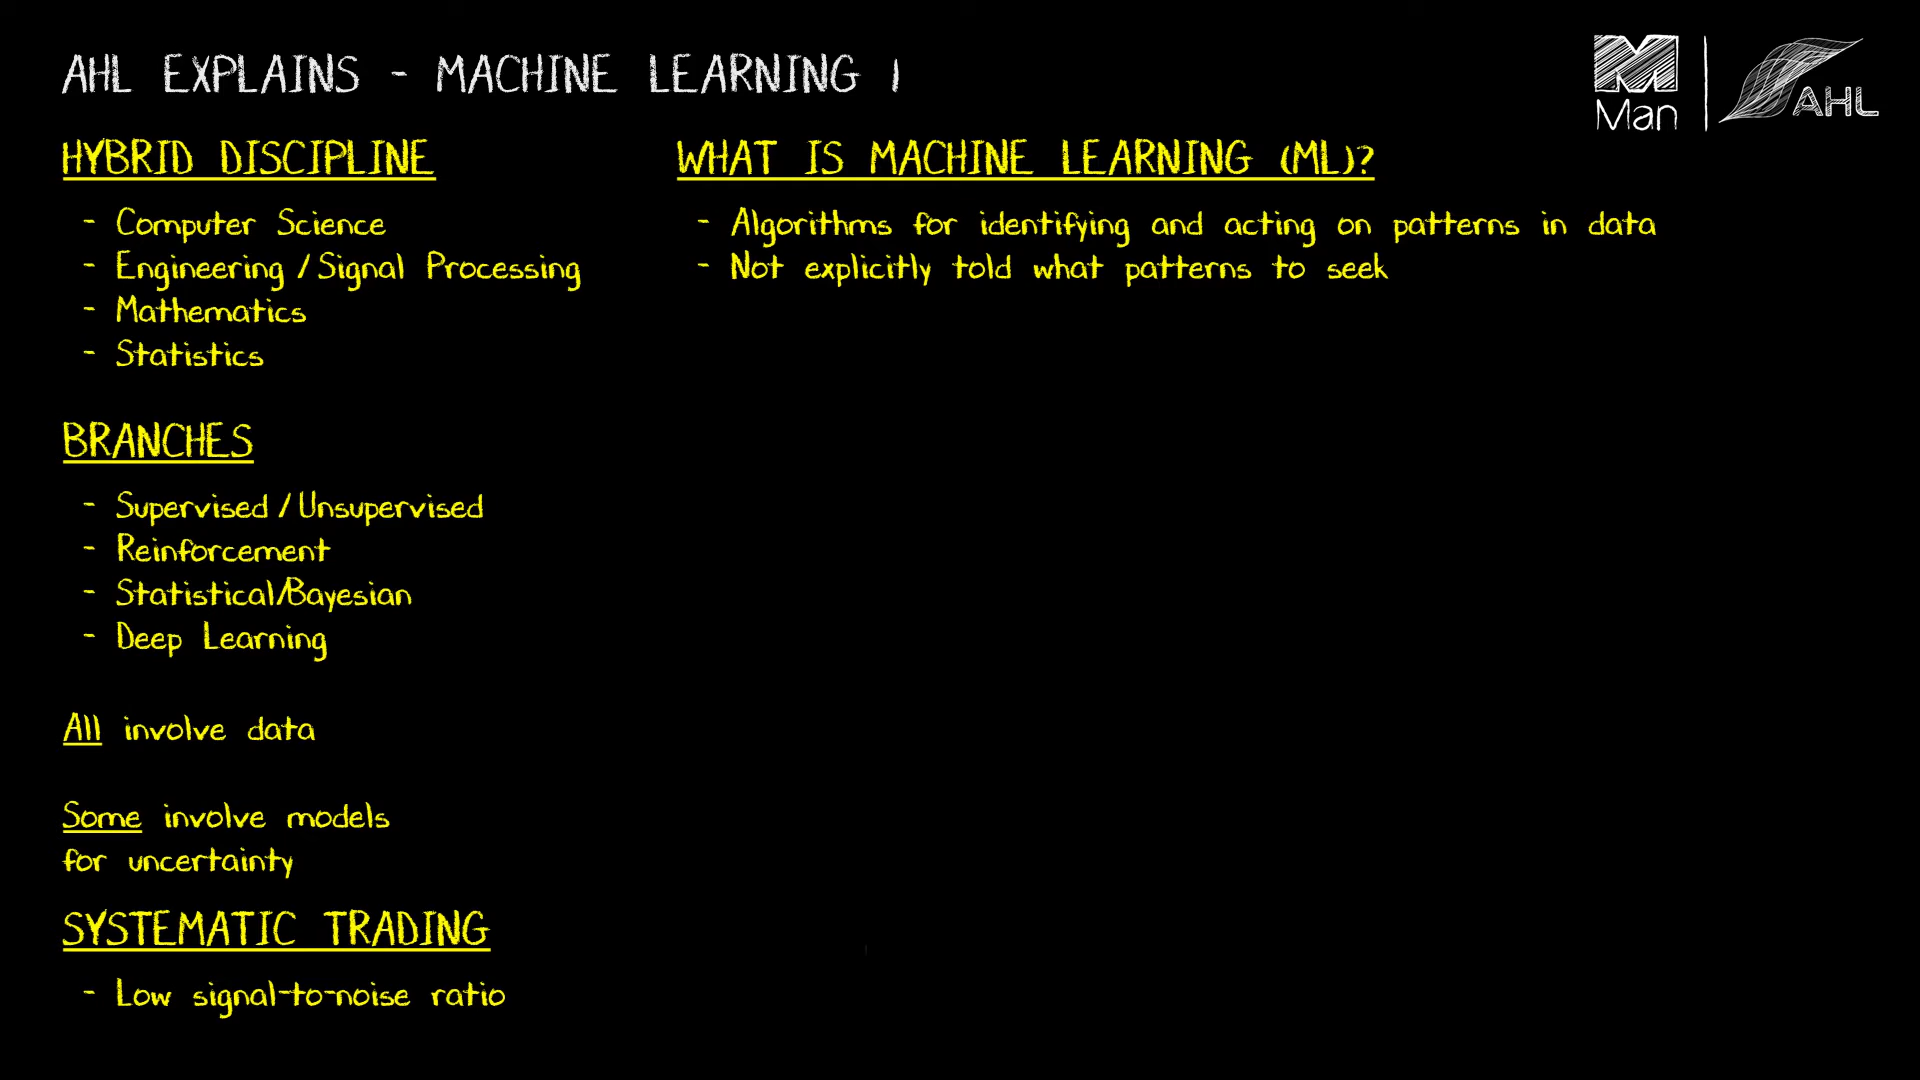 AHL EXPLAINS - MACHINE LEARNING 1
Man
AHL
HYBRID DISCIPLINE
- Computer Science
- Engineering / Signal Processing
- Mathematics
- Statistics
BRANCHES
- Supervised / Unsupervised
- Reinforcement
- Statistical/Bayesian
- Deep Learning
All involve data
Some involve models
for uncertainty
SYSTEMATIC TRADING
- Low signal-to-noise ratio
WHAT IS MACHINE LEARNING (ML)?
- Algorithms for identifying and acting on patterns in data
- Not explicitly told what patterns to seek